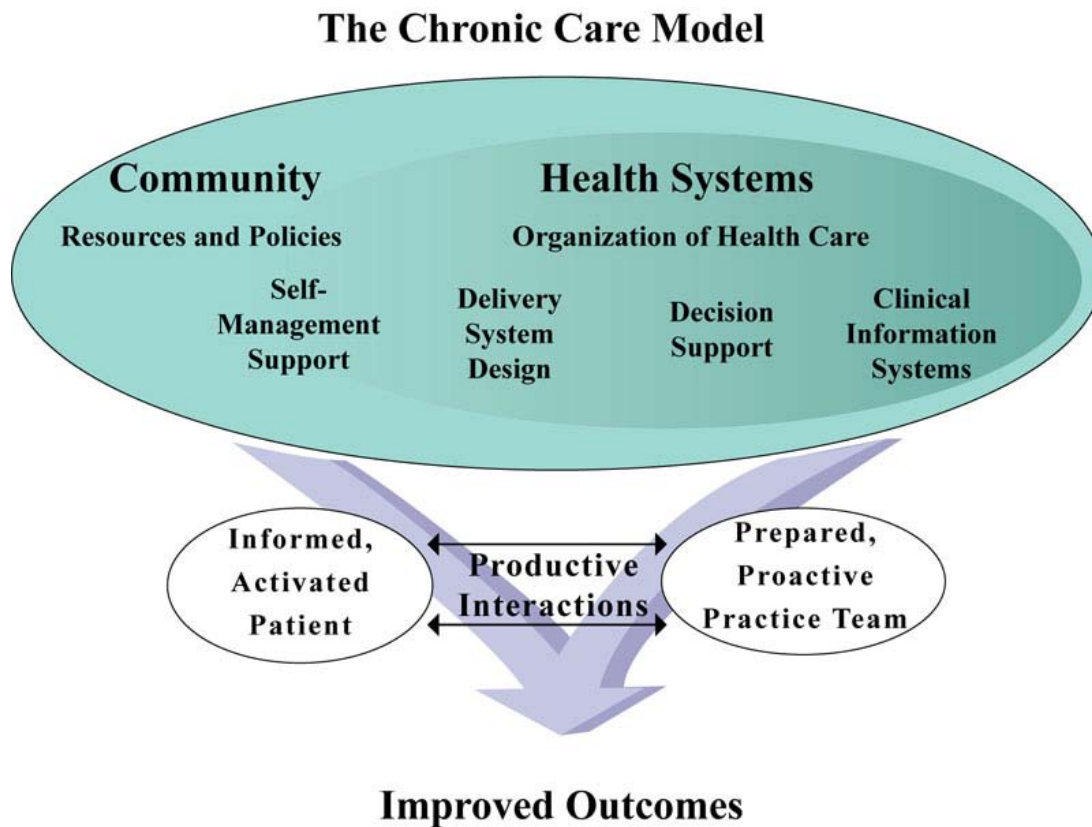 The Chronic Care Model
Community
Health Systems
Resources and Policies
Organization of Health Care
Self-
Management
Support
Delivery
System
Design
Decision
Support
Clinical
Information
Systems
Informed,
Activated
Patient
Productive
Interactions
Prepared,
Proactive
Practice Team
Improved Outcomes